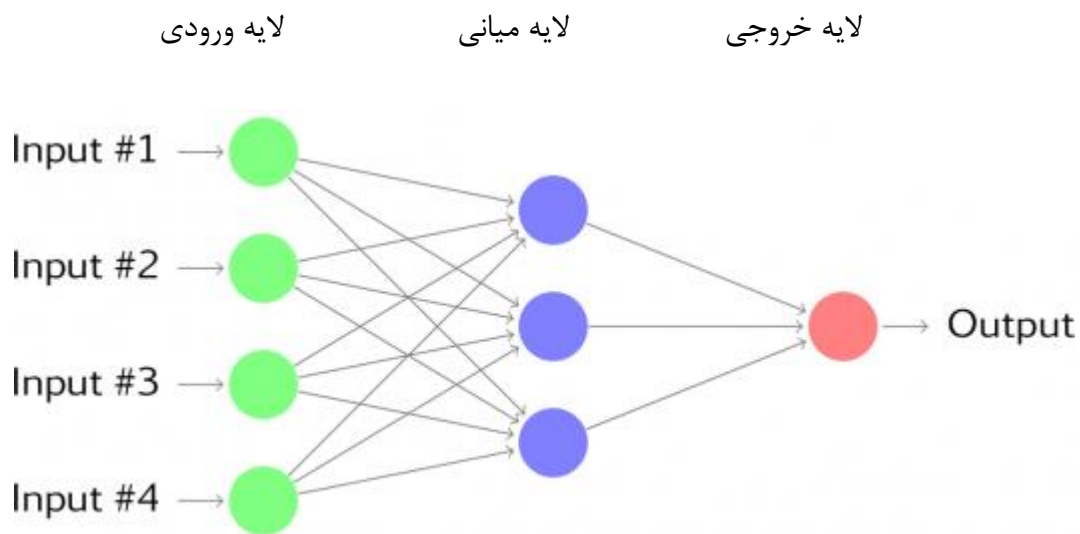 لایه ورودی
لایه میانی
لایه خروجی
Input #1
Input #2
Input #3
Input #4
Output